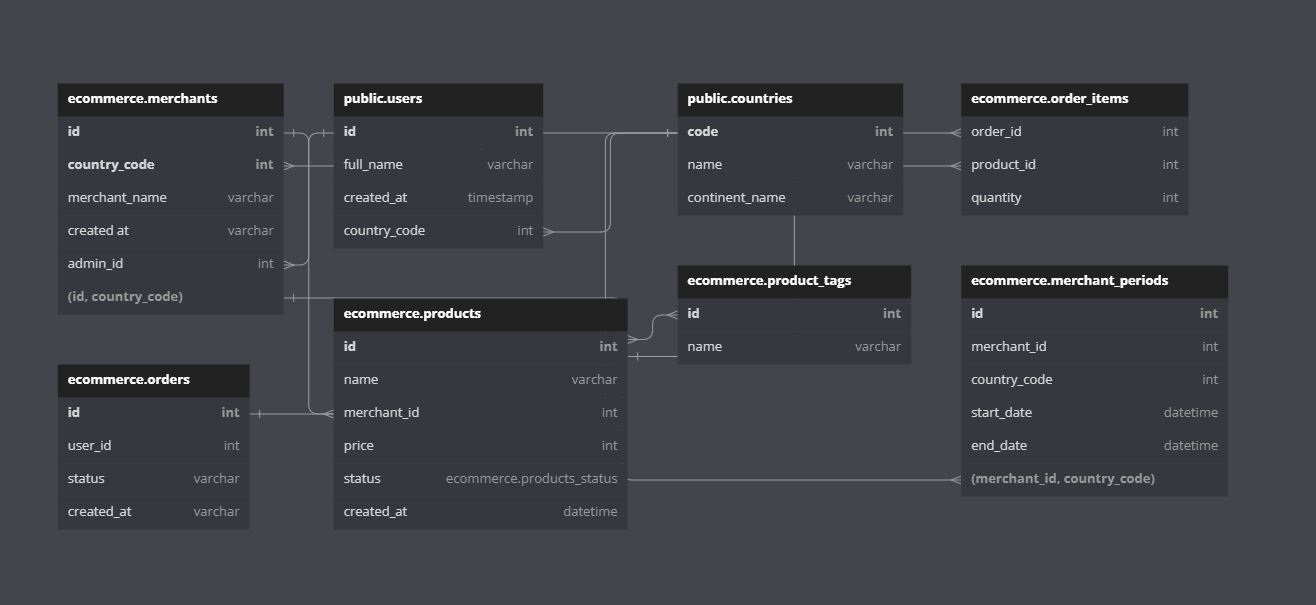 ecommerce.merchants
id int
country_code int
merchant_name varchar
created at varchar
admin_id int
(id, country_code)
public.users
id int
full_name varchar
created_at timestamp
country_code int
public.countries
code int
name varchar
continent_name varchar
ecommerce.order_items
order_id int
product_id int
quantity int
ecommerce.orders
id int
user_id int
status varchar
created_at varchar
ecommerce.products
id int
name varchar
merchant_id int
price int
status ecommerce.products_status
created_at datetime
ecommerce.product_tags
id int
name varchar
ecommerce.merchant_periods
id int
merchant_id int
country_code int
start_date datetime
end_date datetime
(merchant_id, country_code)